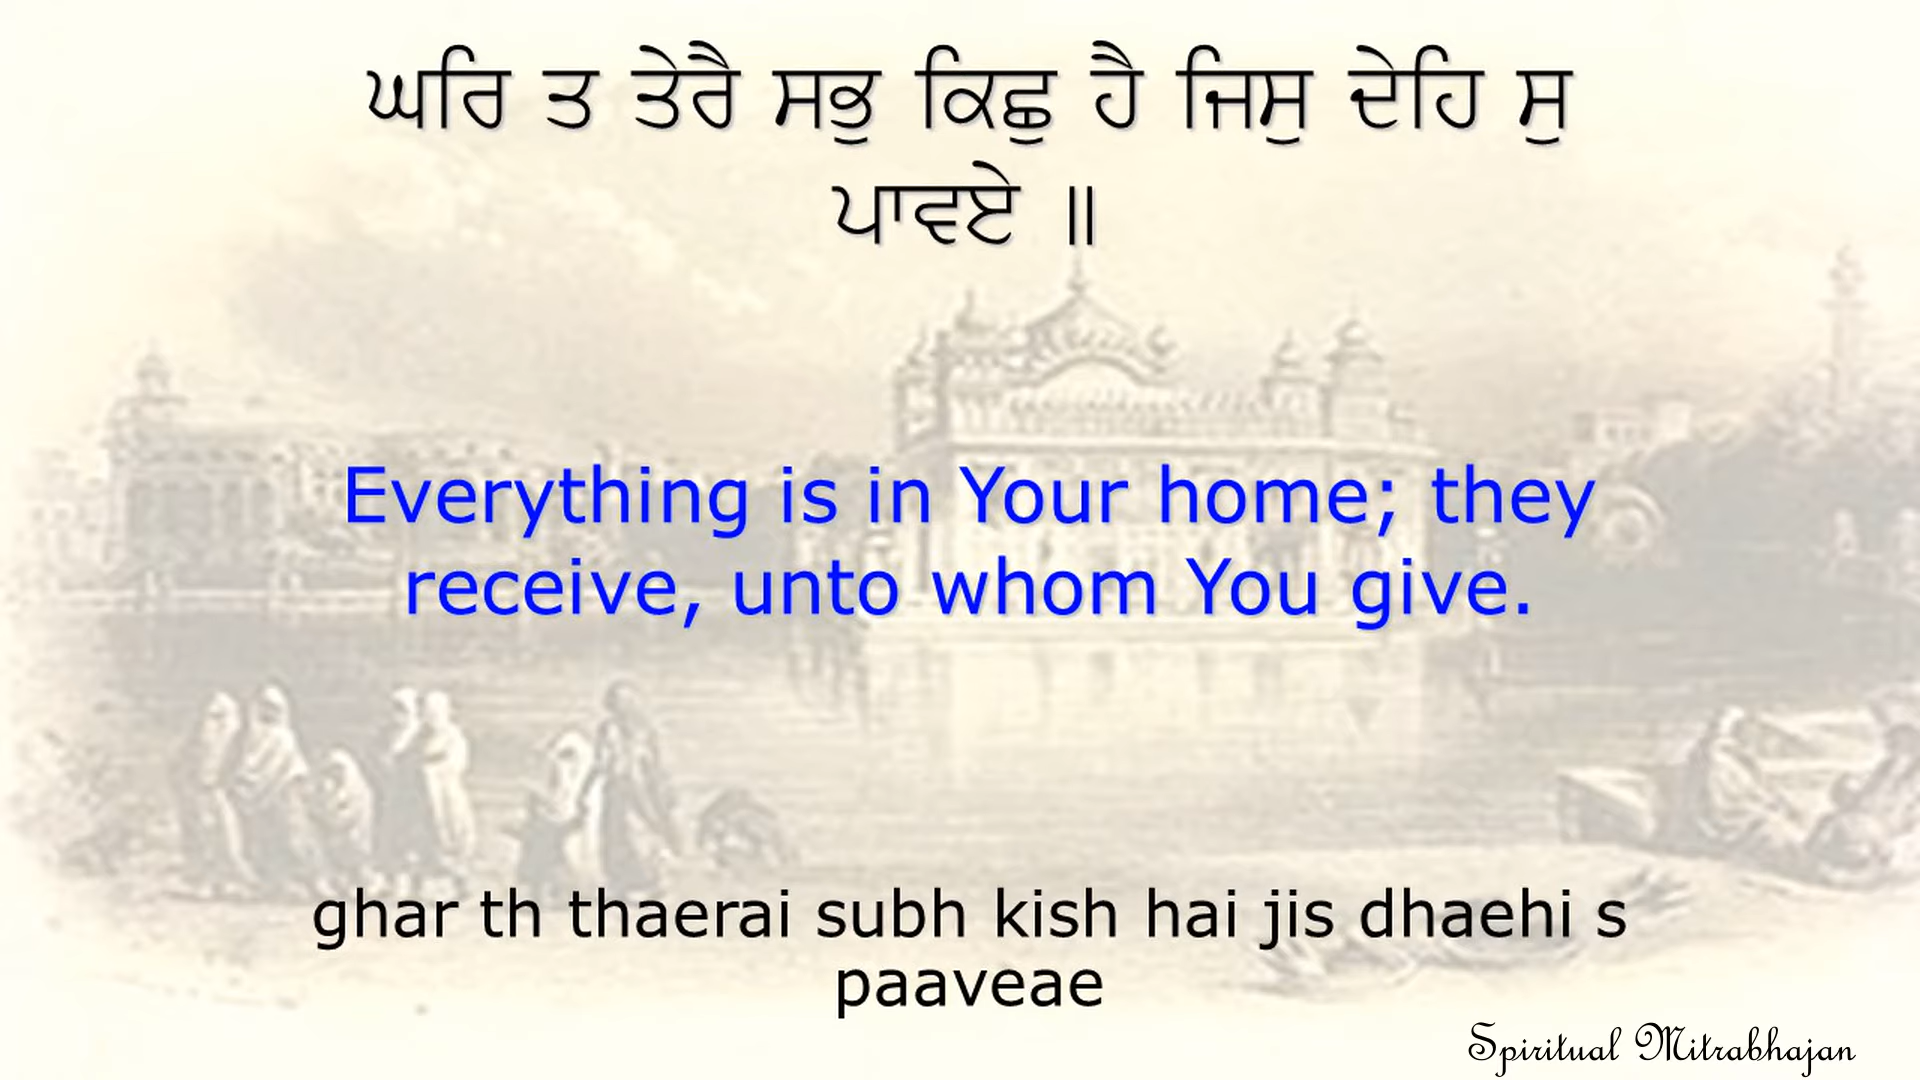 ਘਰਿ ਤ ਤੇਰੈ ਸਭੁ ਕਿਛੁ ਹੈ ਜਿਸੁ ਦੇਹਿ ਸੁ
ਪਾਵਏ ॥
Everything is in Your home; they
receive, unto whom You give.
ghar th thaerai subh kish hai jis dhaehi s
paaveae
Spiritual Mitrabhajan